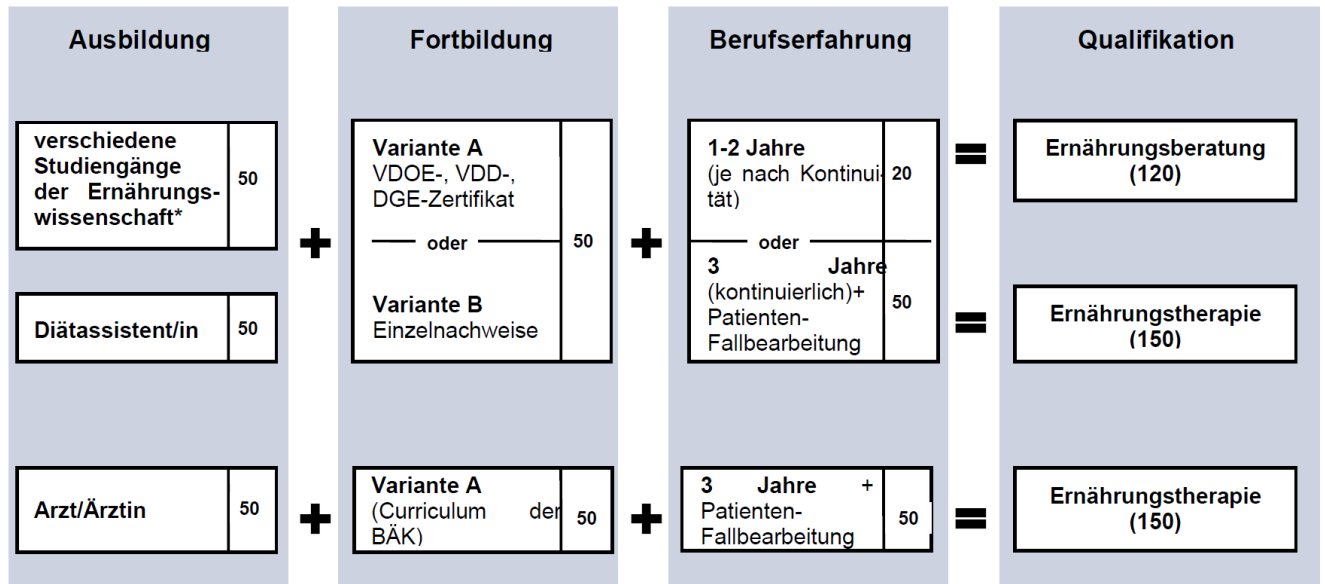 Ausbildung
Fortbildung
Berufserfahrung
Qualifikation
verschiedene
Studiengänge
der Ernährungs-
wissenschaft*
50
Variante A
VDOE-, VDD-,
DGE-Zertifikat
oder
Variante B
Einzelnachweise
50
1-2 Jahre
(je nach Kontinui-
tät)
20
oder
3 Jahre
(kontinuierlich)+
Patienten-
Fallbearbeitung
50
=
Ernährungsberatung
(120)
Diätassistent/in
50
+
+
=
Ernährungstherapie
(150)
Arzt/Ärztin
50
+
Variante A
(Curriculum der
BÄK)
50
+
3 Jahre +
Patienten-
Fallbearbeitung
50
=
Ernährungstherapie
(150)